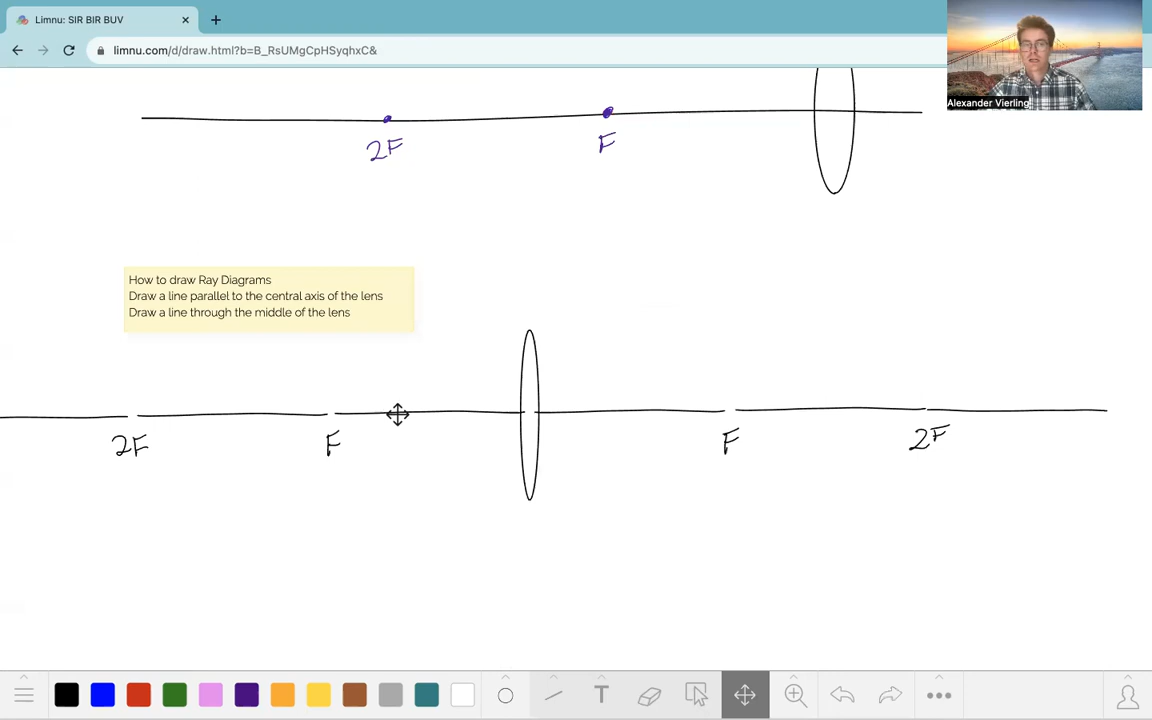 Limnu: SIR BIR BUV
limnu.com/d/draw.html?b=B_RsUMgCpHSyqhxC&
Alexander Vierling
2F F
How to draw Ray Diagrams
Draw a line parallel to the central axis of the lens
Draw a line through the middle of the lens
2F F F 2F
T